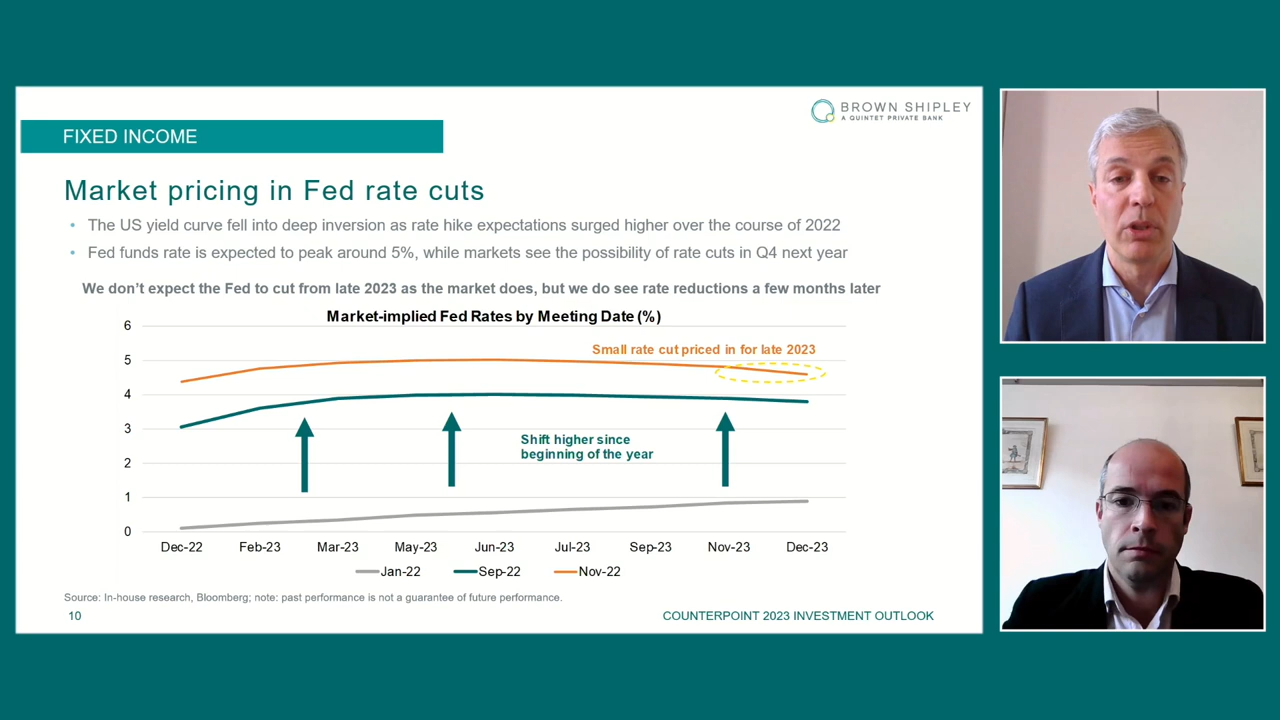 BROWN SHIPLEY
A QUINTET PRIVATE BANK
FIXED INCOME
Market pricing in Fed rate cuts
• The US yield curve fell into deep inversion as rate hike expectations surged higher over the course of 2022
• Fed funds rate is expected to peak around 5%, while markets see the possibility of rate cuts in Q4 next year
We don’t expect the Fed to cut from late 2023 as the market does, but we do see rate reductions a few months later
Market-implied Fed Rates by Meeting Date (%)
6
5
4
3
2
1
0
Small rate cut priced in for late 2023
Shift higher since
beginning of the year
Dec-22 Feb-23 Mar-23 May-23 Jun-23 Jul-23 Sep-23 Nov-23 Dec-23
Jan-22 Sep-22 Nov-22
Source: In-house research, Bloomberg; note: past performance is not a guarantee of future performance.
10 COUNTERPOINT 2023 INVESTMENT OUTLOOK